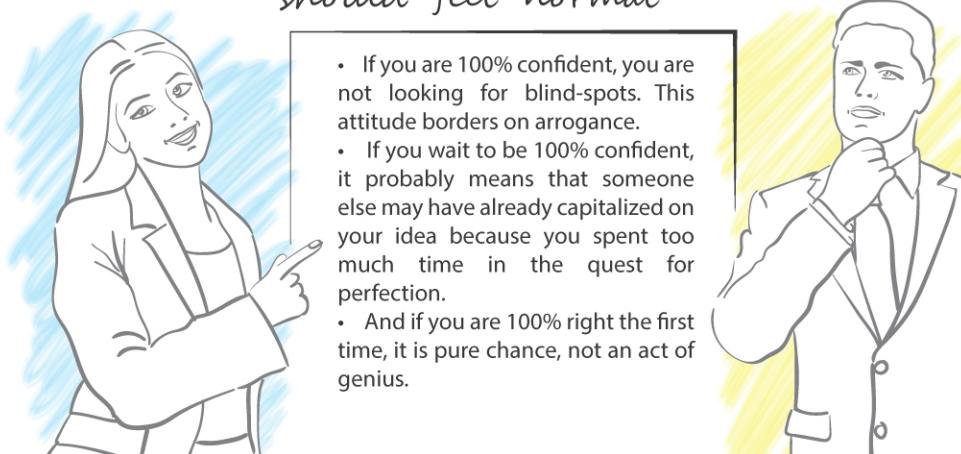 should feel normal
• If you are 100% confident, you are
not looking for blind-spots. This
attitude borders on arrogance.
• If you wait to be 100% confident,
it probably means that someone
else may have already capitalized on
your idea because you spent too
much time in the quest for
perfection.
• And if you are 100% right the first
time, it is pure chance, not an act of
genius.